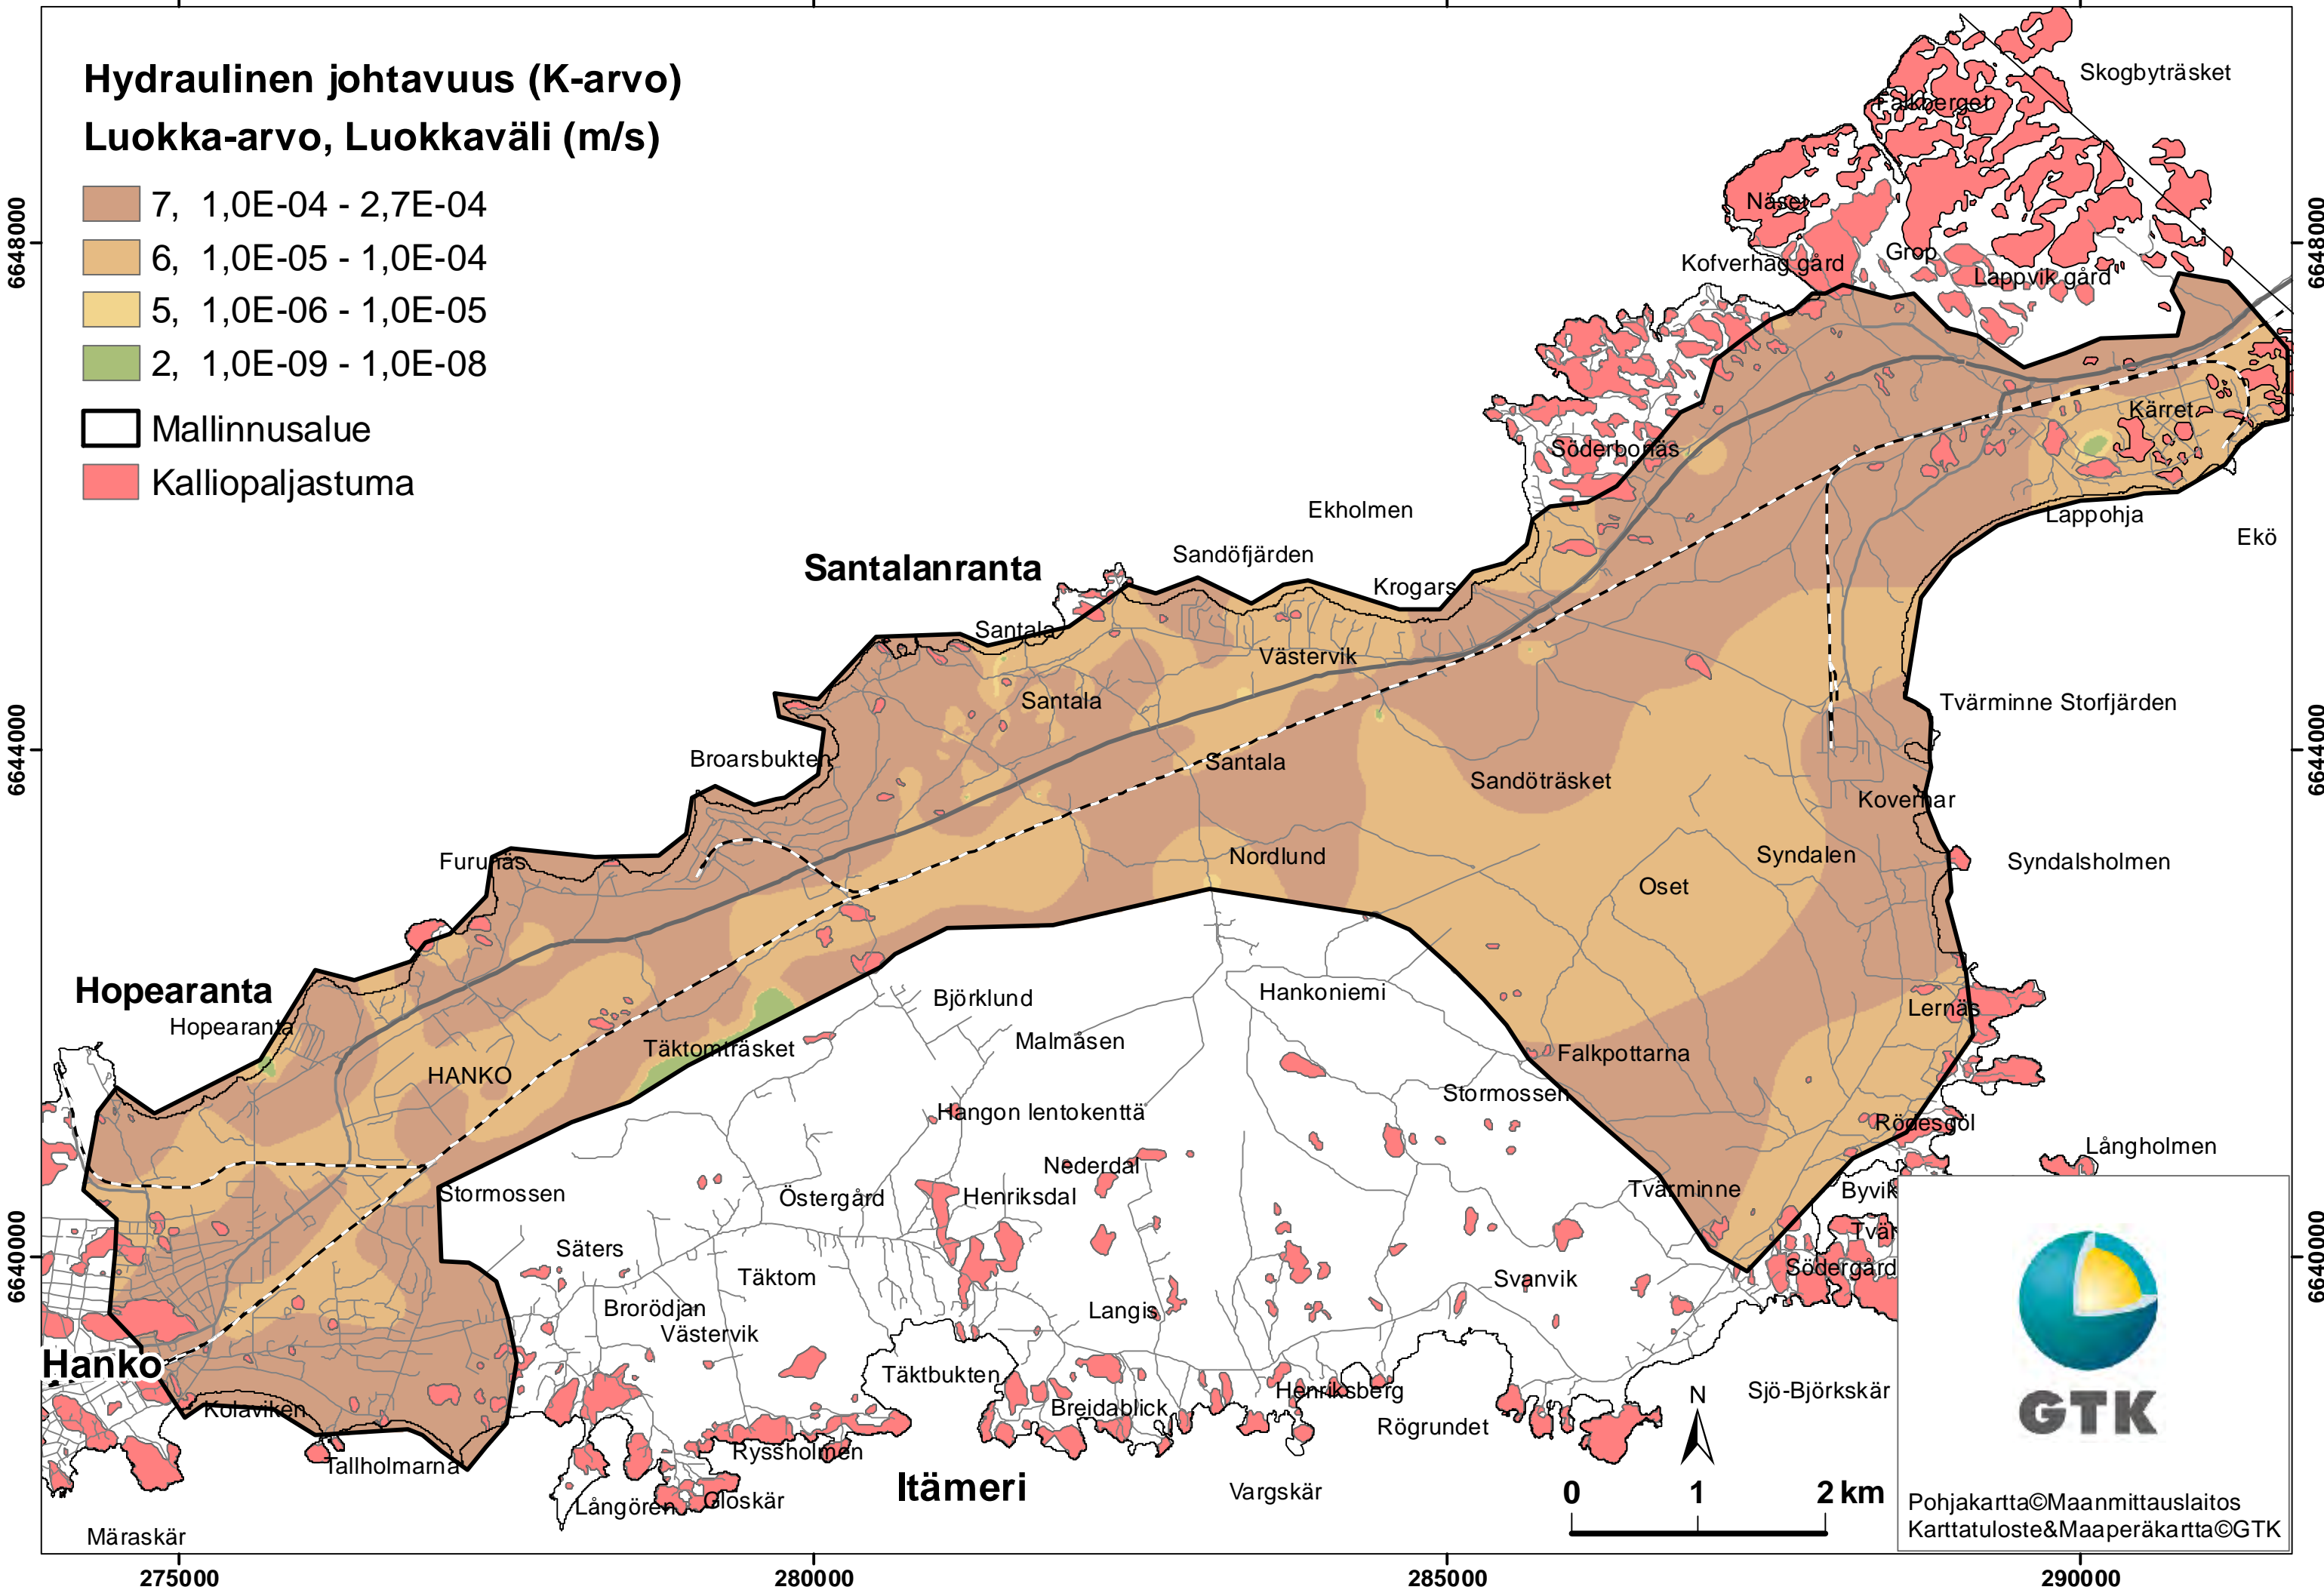 Hydraulinen johtavuus (K-arvo)
Luokka-arvo, Luokkaväli (m/s)
7, 1,0E-04 - 2,7E-04
6, 1,0E-05 - 1,0E-04
5, 1,0E-06 - 1,0E-05
2, 1,0E-09 - 1,0E-08
Mallinnusalue
Kalliopaljastuma
Skogbyträsket
Falkberget
Näset
Kofverhag gård
Grop
Lappvik gård
6648000
6648000
Kärret
Söderbonäs
Ekholmen
Lappohja
Ekö
Santalanranta
Sandöfjärden
Krogars
Santala
Västervik
Santala
Tvärminne Storfjärden
6644000
6644000
Broarsbukten
Santala
Sandöträsket
Kovernar
Furunäs
Nordlund
Syndalen
Syndalsholmen
Oset
Hopearanta
Hopearanta
Björklund
Hankoniemi
Lernäs
Täktomträsket
Malmåsen
Falkpottarna
HANKO
Stormossen
Hangon lentokenttä
Rödesgöl
Långholmen
Nederdal
Stormossen
Östergård
Henriksdal
Tvärminne
Byvik
Tvär
Säters
6640000
6640000
Täktom
Svanvik
Södergård
Brorödjan
Langis
Västervik
Hanko
Täktbukten
Henriksberg
Sjö-Björkskär
Kolaviken
Breidablick
Rögrundet
N
GTK
Ryssholmen
Tallholmarna
Itämeri
Vargskär
0 1 2 km
Långören
Gloskär
Pohjakartta©Maanmittauslaitos
Karttatuloste&Maaperäkartta©GTK
Märaskär
275000
280000
285000
290000